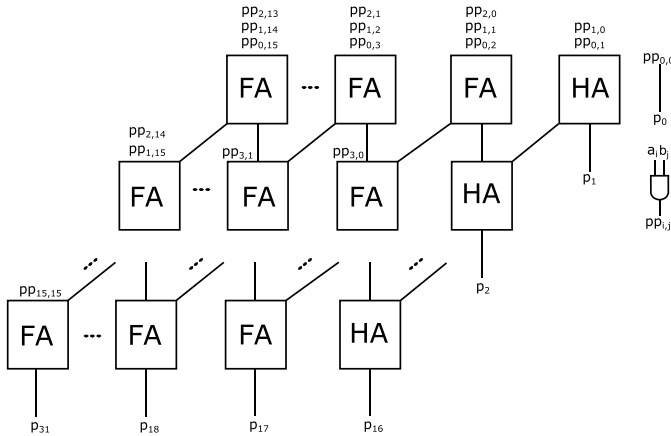 pp2,13 pp2,1 pp2,0
pp1,14 pp1,2 pp1,1 pp1,0
pp0,15 pp0,3 pp0,2 pp0,1
pp0,0
FA ... FA FA HA
p0
pp2,14
pp1,15 pp3,1 pp3,0
ai bj
p1
FA ... FA FA HA
ppi,j
p2
pp15,15
FA ... FA FA HA
p31 p18 p17 p16